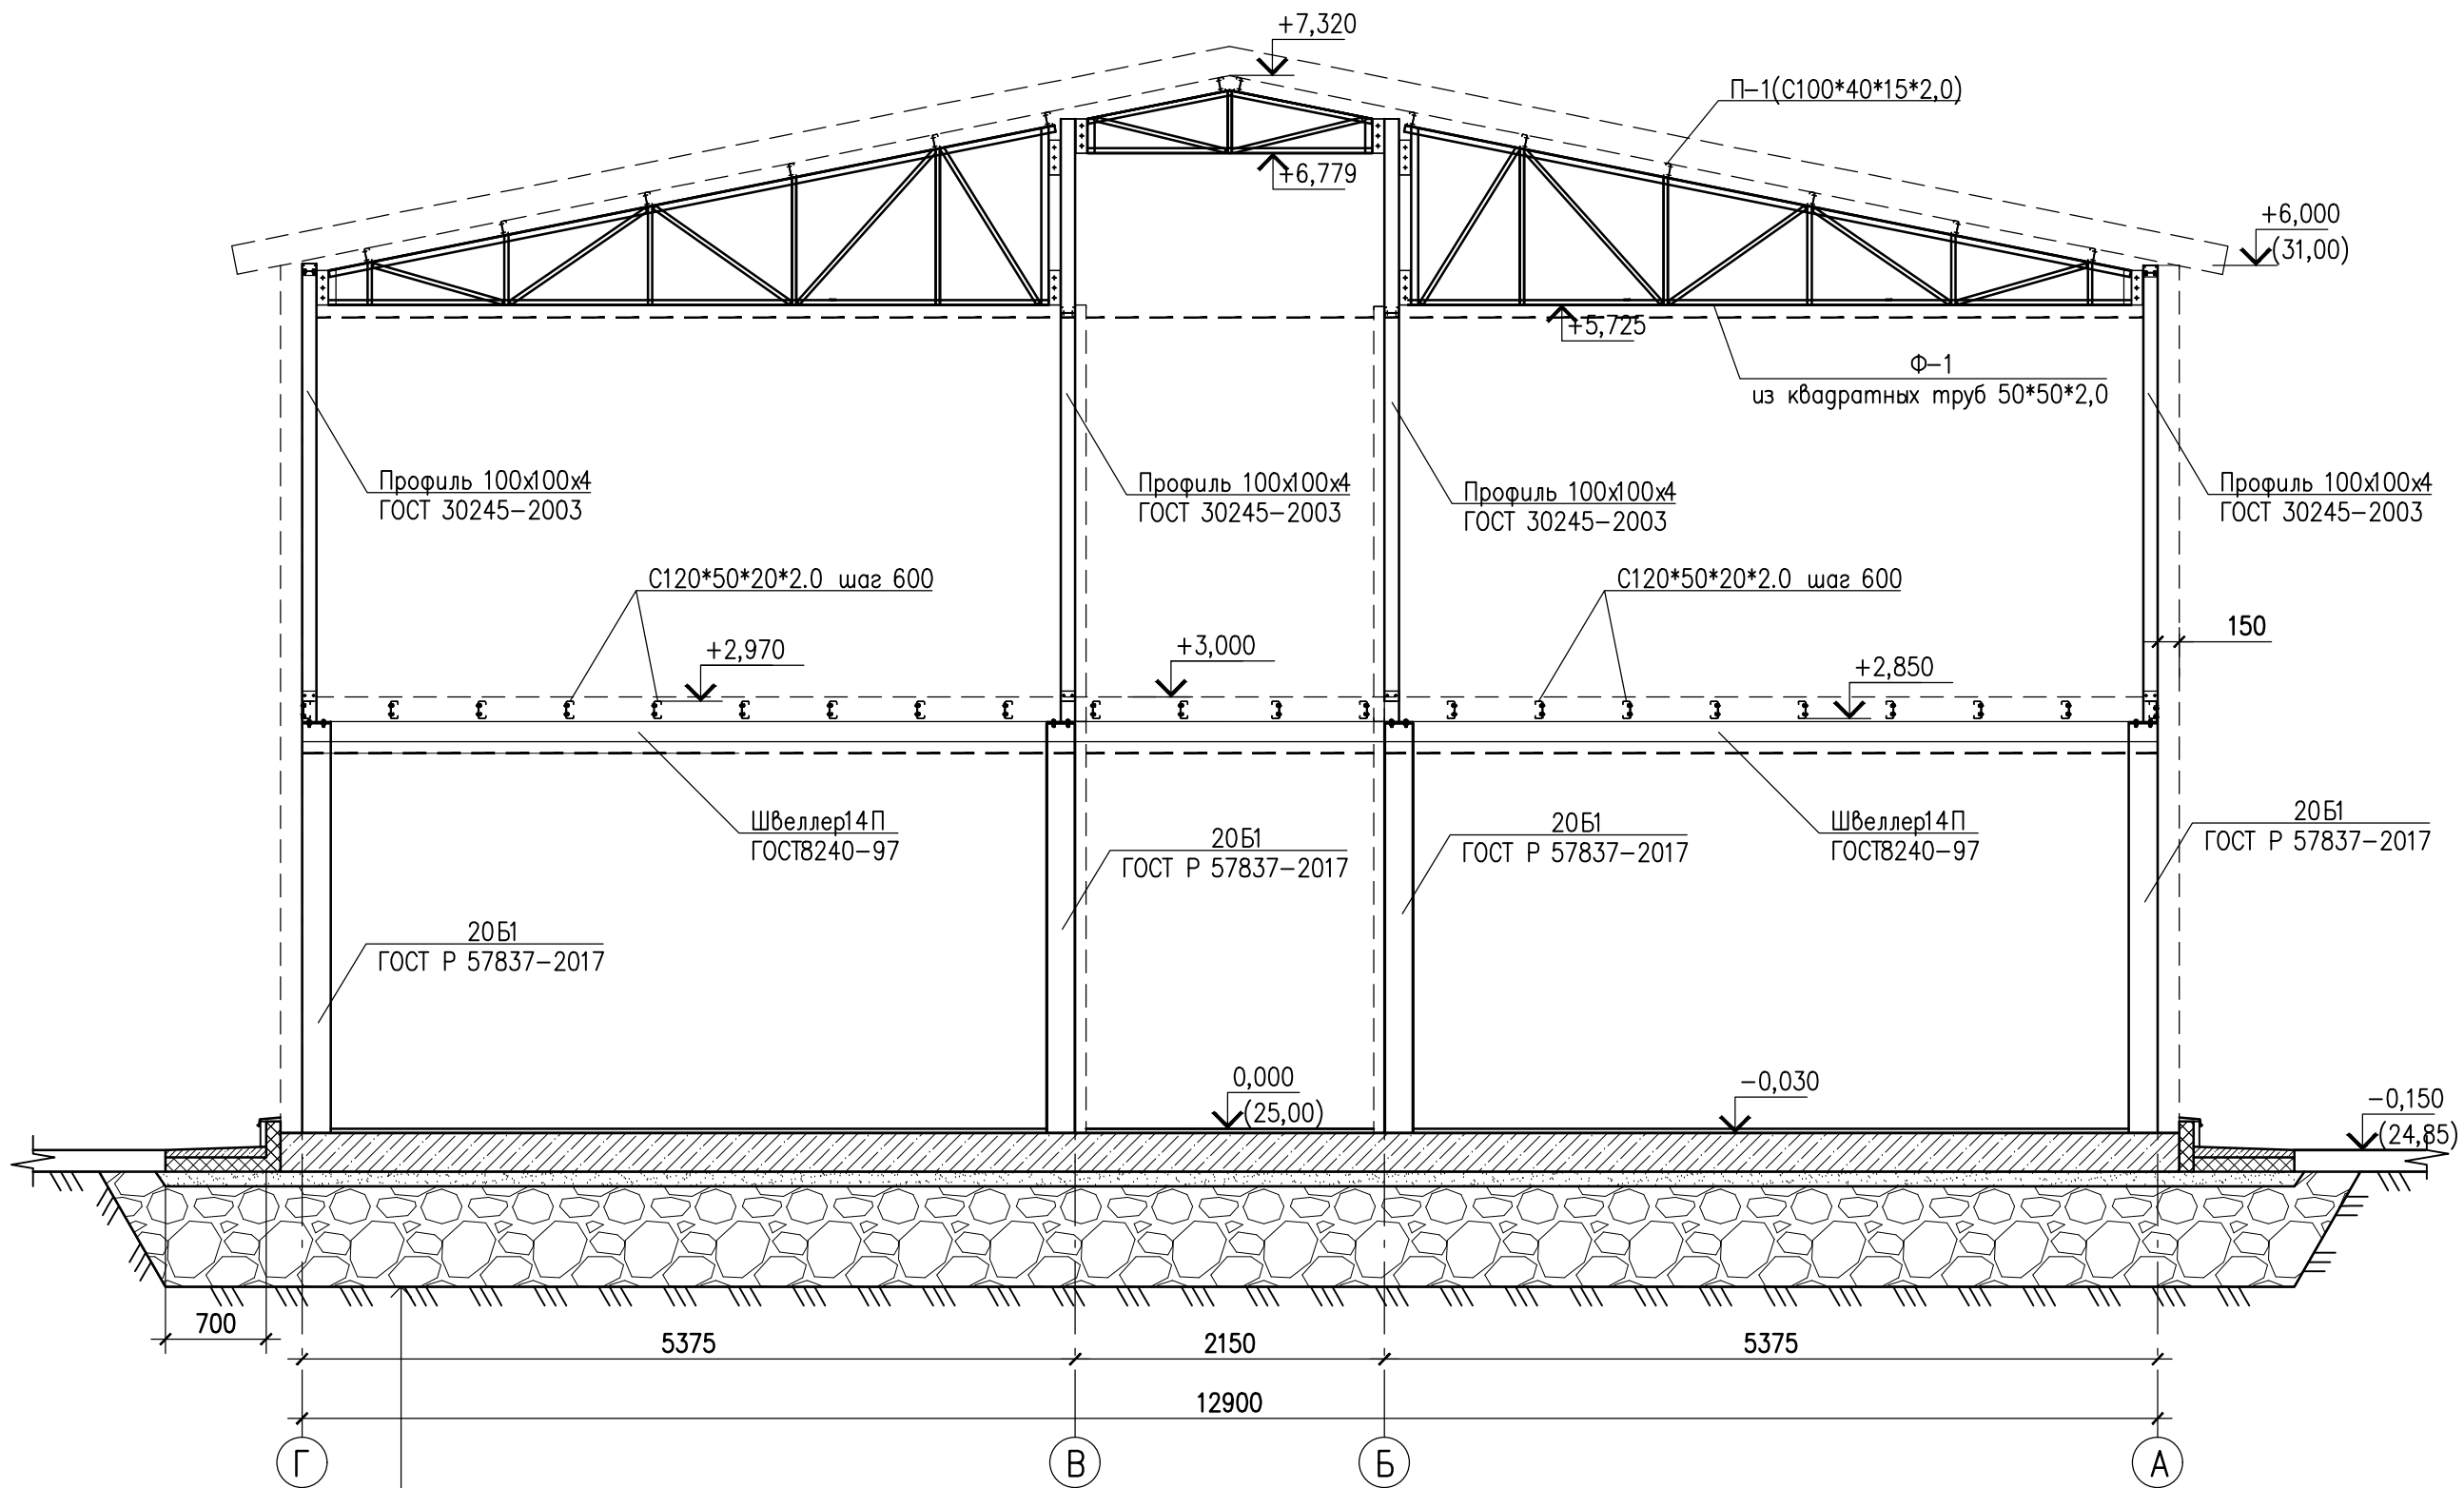 +7,320
П-1(С100*40*15*2,0)
+6,779
+6,000
(31,00)
+5,725
Ф-1
из квадратных труб 50*50*2,0
Профиль 100х100х4
ГОСТ 30245-2003
Профиль 100х100х4
ГОСТ 30245-2003
Профиль 100х100х4
ГОСТ 30245-2003
Профиль 100х100х4
ГОСТ 30245-2003
С120*50*20*2.0 шаг 600
С120*50*20*2.0 шаг 600
150
+2,970
+3,000
+2,850
Швеллер14П
ГОСТ8240-97
20Б1
ГОСТ Р 57837-2017
20Б1
ГОСТ Р 57837-2017
Швеллер14П
ГОСТ8240-97
20Б1
ГОСТ Р 57837-2017
20Б1
ГОСТ Р 57837-2017
0,000
(25,00)
-0,030
-0,150
(24,85)
700
5375
2150
5375
12900
Г
В
Б
А